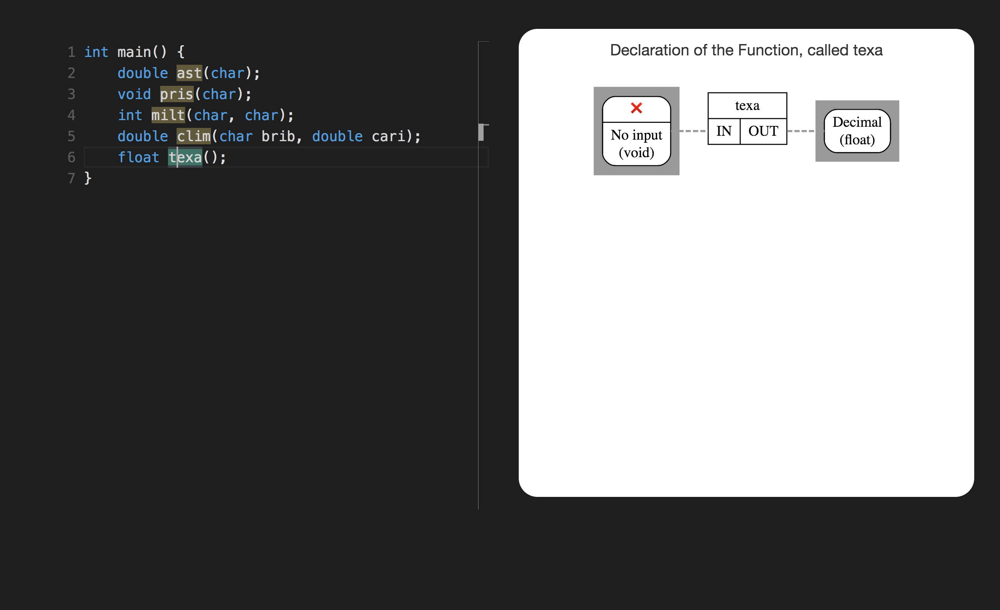 1 int main() {
2     double ast(char);
3     void pris(char);
4     int milt(char, char);
5     double clim(char brib, double cari);
6     float texa();
7 }
Declaration of the Function, called texa
No input
(void)
texa
IN OUT
Decimal
(float)